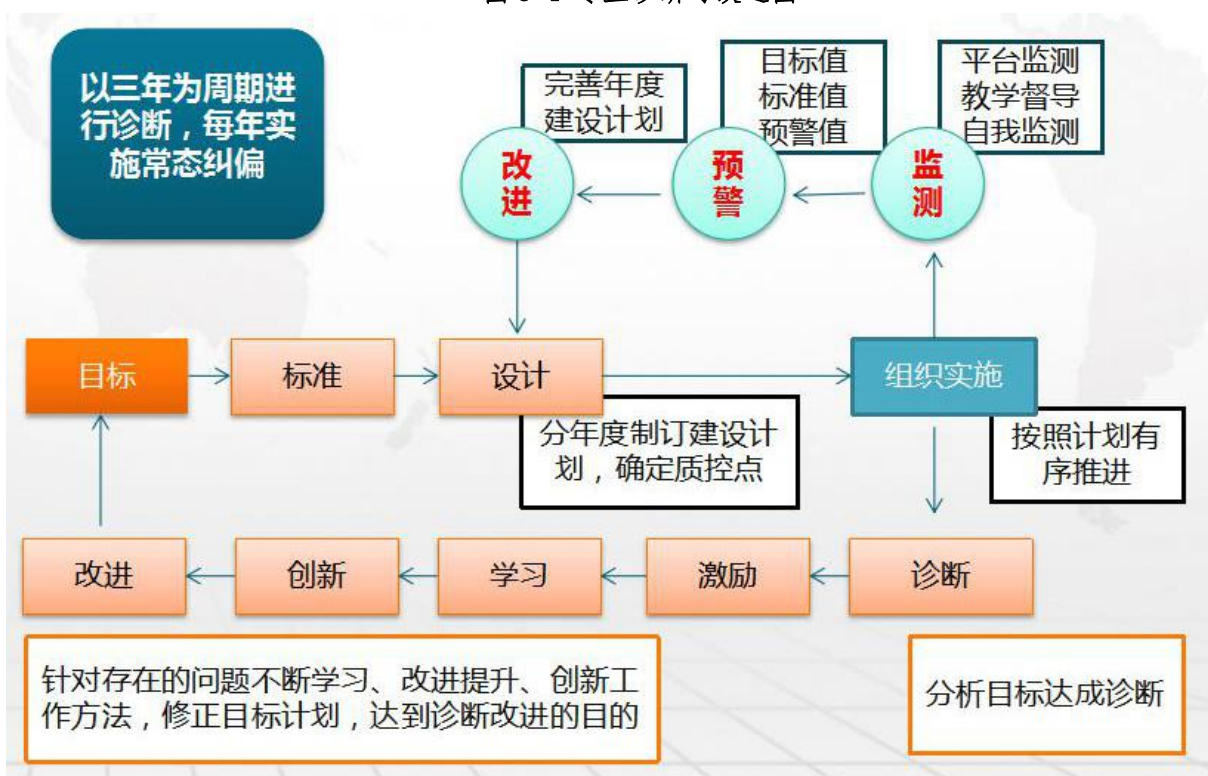 以三年为周期进
行诊断，每年实
施常态纠偏
完善年度
建设计划
目标值
标准值
预警值
平台监测
教学督导
自我监测
改
进
预
警
监
测
目标
标准
设计
组织实施
分年度制订建设计
划，确定质控点
按照计划有
序推进
改进
创新
学习
激励
诊断
针对存在的问题不断学习、改进提升、创新工
作方法，修正目标计划，达到诊断改进的目的
分析目标达成诊断